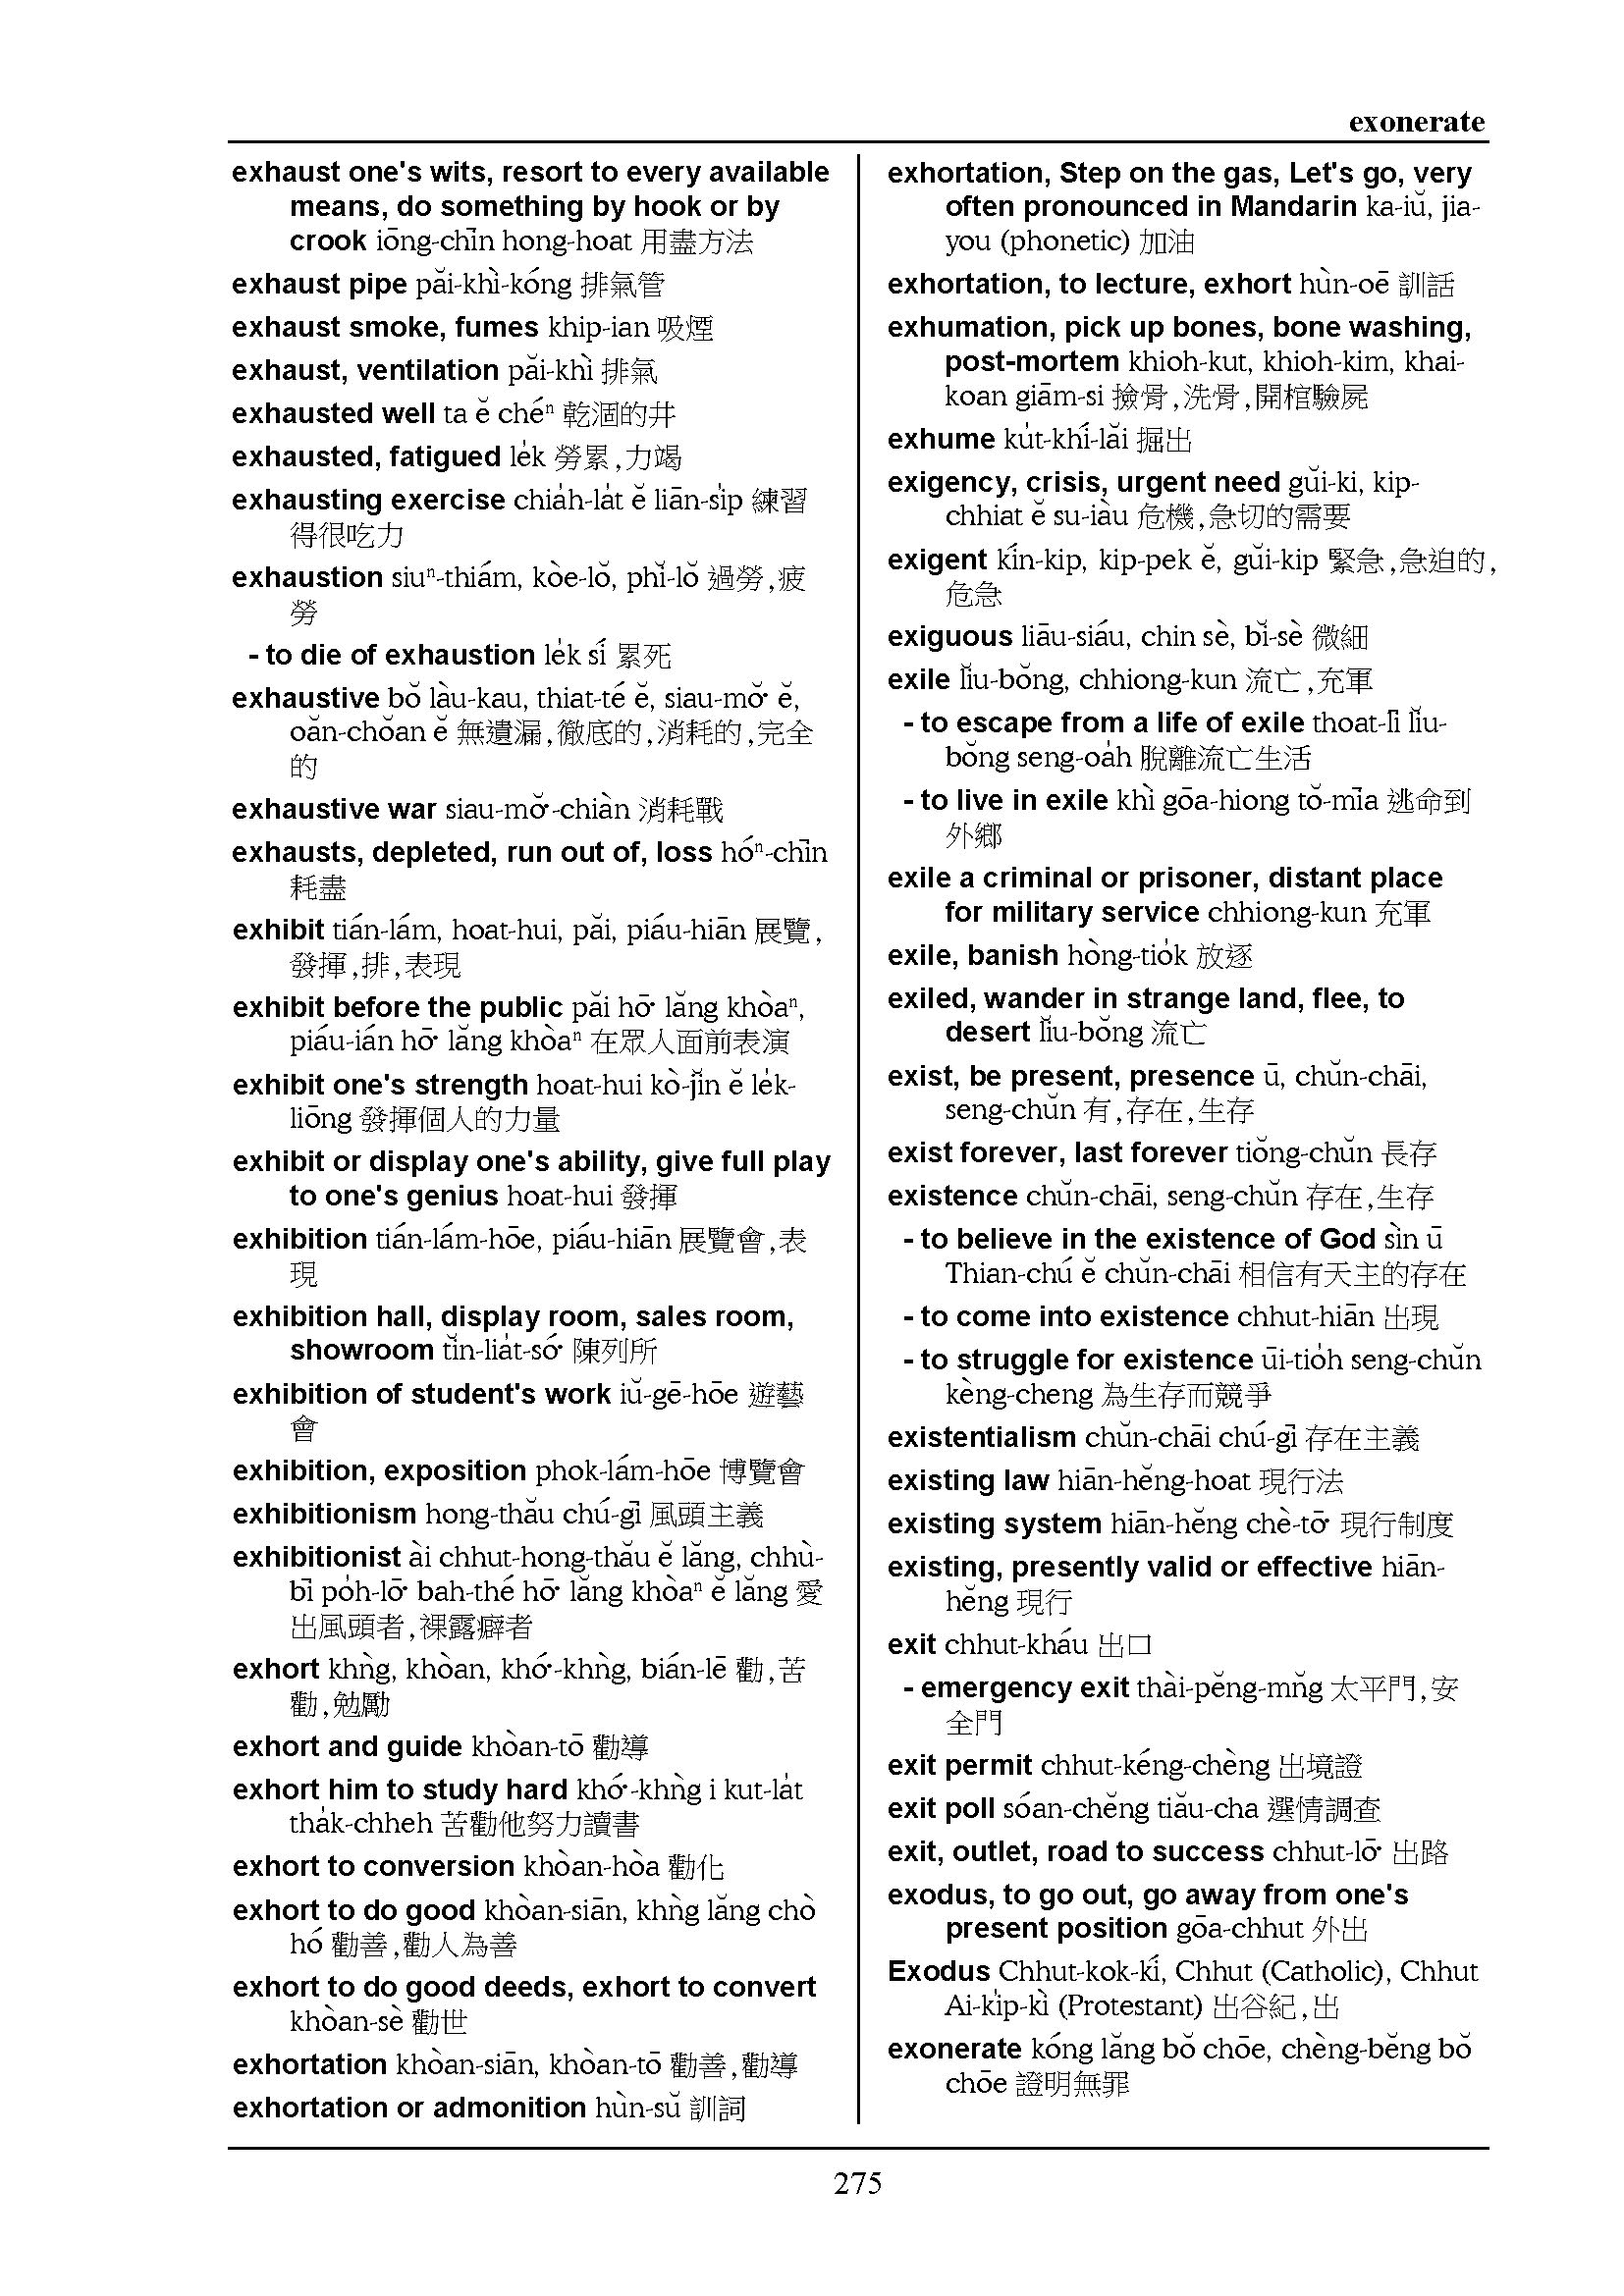 exonerate
exhaust one's wits, resort to every available
means, do something by hook or by
crook iōng-chīn hong-hoat 用盡方法
exhaust pipe păi-khì-kóng 排氣管
exhaust smoke, fumes khip-ian 吸煙
exhaust, ventilation păi-khì 排氣
exhausted well ta ĕ chéⁿ 乾涸的井
exhausted, fatigued le̍k 勞累,力竭
exhausting exercise chia̍h-la̍t ĕ liān-si̍p 練習
得很吃力
exhaustion siuⁿ-thiám, kòe-lŏ, phĭ-lŏ 過勞,疲
勞
- to die of exhaustion le̍k sí 累死
exhaustive bŏ làu-kau, thiat-té ĕ, siau-mŏ͘ ĕ,
oăn-choăn ĕ 無遺漏,徹底的,消耗的,完全
的
exhaustive war siau-mŏ͘-chiàn 消耗戰
exhausts, depleted, run out of, loss hóⁿ-chīn
耗盡
exhibit tián-lám, hoat-hui, păi, piáu-hiān 展覽,
發揮,排,表現
exhibit before the public păi hō͘ lăng khòaⁿ,
piáu-ián hō͘ lăng khòaⁿ 在眾人面前表演
exhibit one's strength hoat-hui kò-jĭn ĕ le̍k-
liōng 發揮個人的力量
exhibit or display one's ability, give full play
to one's genius hoat-hui 發揮
exhibition tián-lám-hōe, piáu-hiān 展覽會,表
現
exhibition hall, display room, sales room,
showroom tĭn-lia̍t-só͘ 陳列所
exhibition of student's work iŭ-gē-hōe 遊藝
會
exhibition, exposition phok-lám-hōe 博覽會
exhibitionism hong-thău chú-gī 風頭主義
exhibitionist ài chhut-hong-thău ĕ lăng, chhù-
bī po̍h-lō͘ bah-thé hō͘ lăng khòaⁿ ĕ lăng 愛
出風頭者,裸露癖者
exhort khǹg, khòan, khó͘-khǹg, bián-lē 勸,苦
勸,勉勵
exhort and guide khòan-tō 勸導
exhort him to study hard khó͘-khǹg i kut-la̍t
tha̍k-chheh 苦勸他努力讀書
exhort to conversion khòan-hòa 勸化
exhort to do good khòan-siān, khǹg lăng chò
hó 勸善,勸人為善
exhort to do good deeds, exhort to convert
khòan-sè 勸世
exhortation khòan-siān, khòan-tō 勸善,勸導
exhortation or admonition hùn-sŭ 訓詞
exhortation, Step on the gas, Let's go, very
often pronounced in Mandarin ka-iŭ, jia-
you (phonetic) 加油
exhortation, to lecture, exhort hùn-oē 訓話
exhumation, pick up bones, bone washing,
post-mortem khioh-kut, khioh-kim, khai-
koan giām-si 撿骨,洗骨,開棺驗屍
exhume ku̍t-khí-lăi 掘出
exigency, crisis, urgent need gŭi-ki, kip-
chhiat ĕ su-iàu 危機,急切的需要
exigent kín-kip, kip-pek ĕ, gŭi-kip 緊急,急迫的,
危急
exiguous liāu-siáu, chin sè, bĭ-sè 微細
exile lĭu-bŏng, chhiong-kun 流亡,充軍
- to escape from a life of exile thoat-lī lĭu-
bŏng seng-oa̍h 脫離流亡生活
- to live in exile khì gōa-hiong tŏ-mīa 逃命到
外鄉
exile a criminal or prisoner, distant place
for military service chhiong-kun 充軍
exile, banish hòng-tio̍k 放逐
exiled, wander in strange land, flee, to
desert lĭu-bŏng 流亡
exist, be present, presence ū, chŭn-chāi,
seng-chŭn 有,存在,生存
exist forever, last forever tiŏng-chŭn 長存
existence chŭn-chāi, seng-chŭn 存在,生存
- to believe in the existence of God sìn ū
Thian-chú ĕ chŭn-chāi 相信有天主的存在
- to come into existence chhut-hiān 出現
- to struggle for existence ūi-tio̍h seng-chŭn
kèng-cheng 為生存而競爭
existentialism chŭn-chāi chú-gī 存在主義
existing law hiān-hĕng-hoat 現行法
existing system hiān-hĕng chè-tō͘ 現行制度
existing, presently valid or effective hiān-
hĕng 現行
exit chhut-kháu 出口
- emergency exit thài-pĕng-mn̆g 太平門,安
全門
exit permit chhut-kéng-chèng 出境證
exit poll sóan-chĕng tiău-cha 選情調查
exit, outlet, road to success chhut-lō͘ 出路
exodus, to go out, go away from one's
present position gōa-chhut 外出
Exodus Chhut-kok-kí, Chhut (Catholic), Chhut
Ai-ki̍p-kì (Protestant) 出谷紀,出
exonerate kóng lăng bŏ chōe, chèng-bĕng bŏ
chōe 證明無罪
275